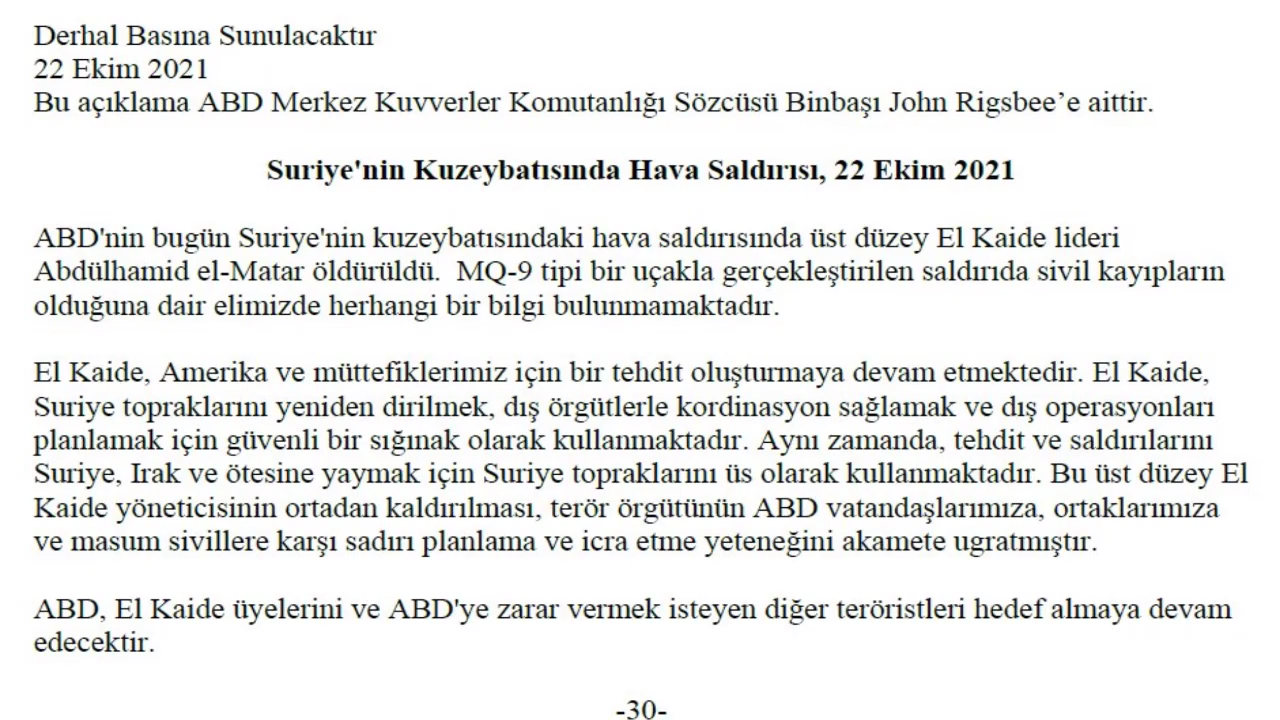 Derhal Basına Sunulacaktır
22 Ekim 2021
Bu açıklama ABD Merkez Kuvverler Komutanlığı Sözcüsü Binbaşı John Rigsbee’e aittir.
Suriye'nin Kuzeybatısında Hava Saldırısı, 22 Ekim 2021
ABD'nin bugün Suriye'nin kuzeybatısındaki hava saldırısında üst düzey El Kaide lideri
Abdülhamid el-Matar öldürüldü.  MQ-9 tipi bir uçakla gerçekleştirilen saldırıda sivil kayıpların
olduğuna dair elimizde herhangi bir bilgi bulunmamaktadır.
El Kaide, Amerika ve müttefiklerimiz için bir tehdit oluşturmaya devam etmektedir. El Kaide,
Suriye topraklarını yeniden dirilmek, dış örgütlerle kordinasyon sağlamak ve dış operasyonları
planlamak için güvenli bir sığınak olarak kullanmaktadır. Aynı zamanda, tehdit ve saldırılarını
Suriye, Irak ve ötesine yaymak için Suriye topraklarını üs olarak kullanmaktadır. Bu üst düzey El
Kaide yöneticisinin ortadan kaldırılması, terör örgütünün ABD vatandaşlarımıza, ortaklarımıza
ve masum sivillere karşı sadırı planlama ve icra etme yeteneğini akamete ugratmıştır.
ABD, El Kaide üyelerini ve ABD'ye zarar vermek isteyen diğer teröristleri hedef almaya devam
edecektir.
-30-